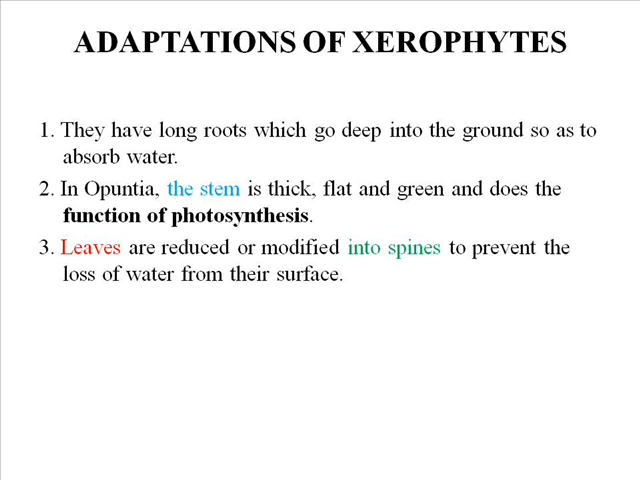 ADAPTATIONS OF XEROPHYTES
1. They have long roots which go deep into the ground so as to
absorb water.
2. In Opuntia, the stem is thick, flat and green and does the
function of photosynthesis.
3. Leaves are reduced or modified into spines to prevent the
loss of water from their surface.